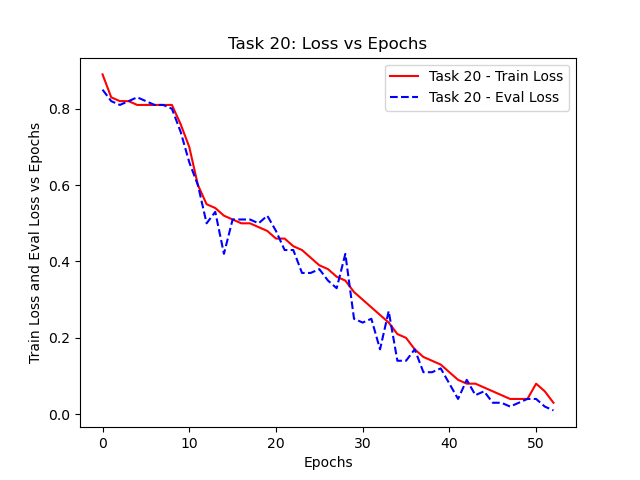 Task 20: Loss vs Epochs
Task 20 - Train Loss
Task 20 - Eval Loss
Train Loss and Eval Loss vs Epochs
0.8
0.6
0.4
0.2
0.0
0 10 20 30 40 50
Epochs